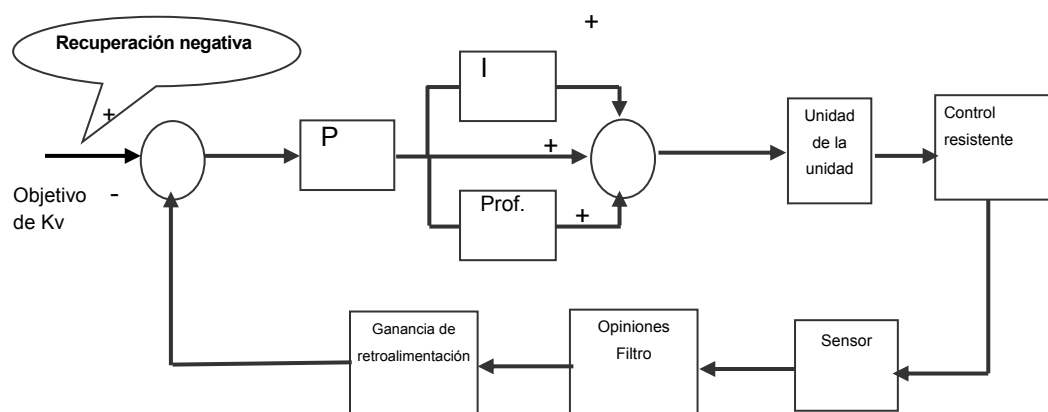 Recuperación negativa
+
I
+
P
+
Prof.
+
Unidad
de la
unidad
Control
resistente
Objetivo
de Kv
-
Ganancia de
retroalimentación
Opiniones
Filtro
Sensor